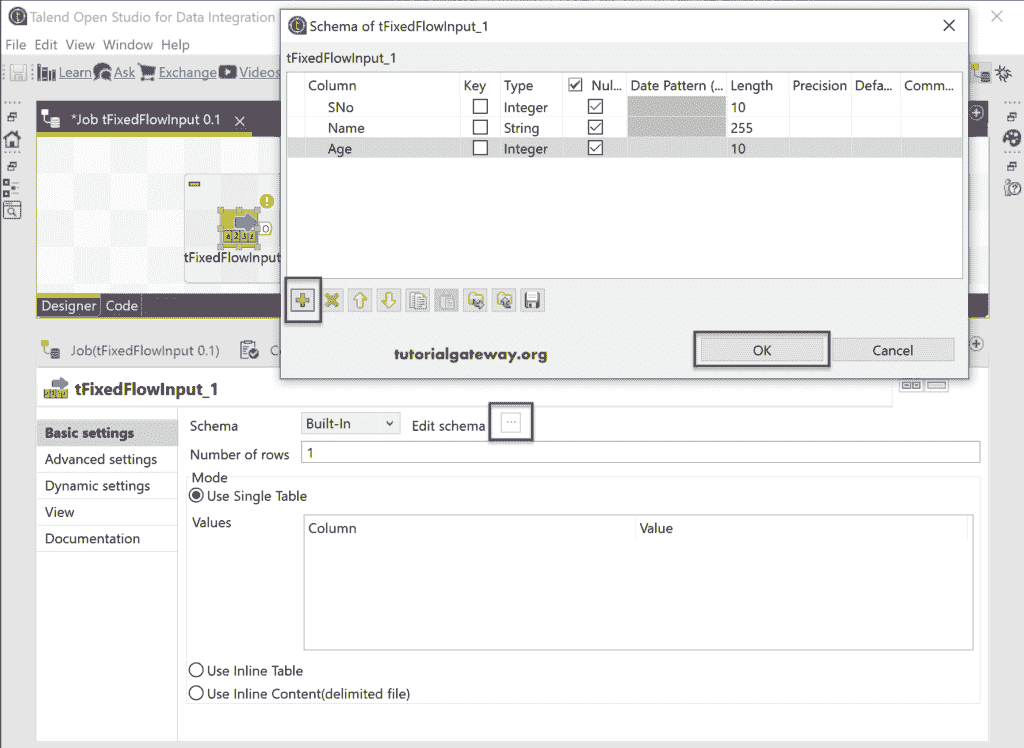 Talend Open Studio for Data Integration
File Edit View Window Help
Learn Ask Exchange Videos
*Job tFixedFlowInput 0.1
tFixedFlowInput
Designer Code
Schema of tFixedFlowInput_1
tFixedFlowInput_1
Column Key Type Nul... Date Pattern (... Length Precision Defa... Comm...
SNo Integer 10
Name String 255
Age Integer 10
tutorialgateway.org
OK Cancel
Job(tFixedFlowInput 0.1)
tFixedFlowInput_1
Basic settings
Advanced settings
Dynamic settings
View
Documentation
Schema Built-In Edit schema ...
Number of rows 1
Mode
Use Single Table
Values
Column Value
Use Inline Table
Use Inline Content(delimited file)